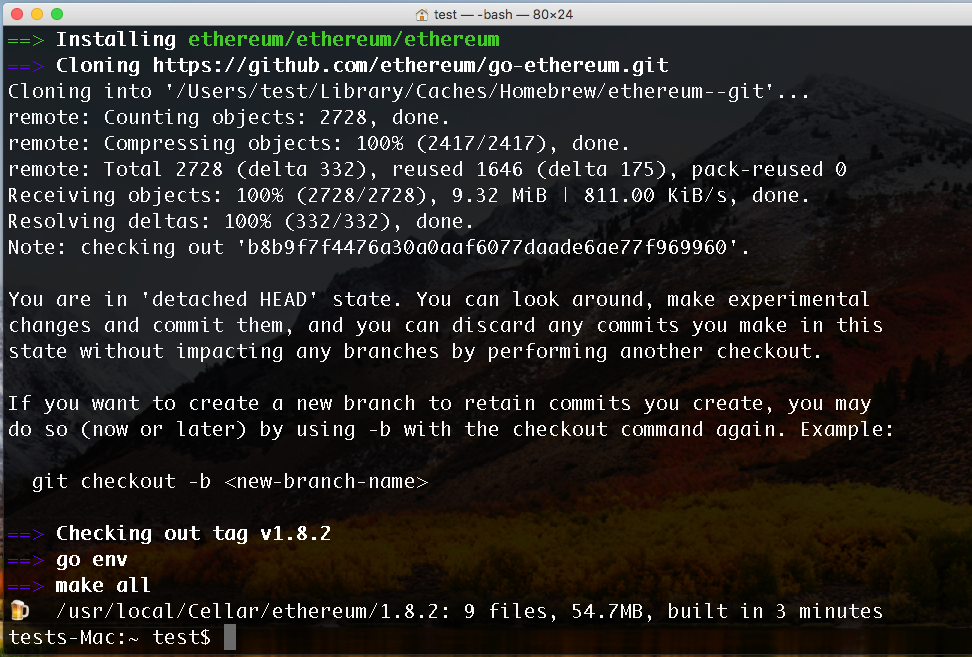 test — -bash — 80×24
==> Installing ethereum/ethereum/ethereum
==> Cloning https://github.com/ethereum/go-ethereum.git
Cloning into '/Users/test/Library/Caches/Homebrew/ethereum--git'...
remote: Counting objects: 2728, done.
remote: Compressing objects: 100% (2417/2417), done.
remote: Total 2728 (delta 332), reused 1646 (delta 175), pack-reused 0
Receiving objects: 100% (2728/2728), 9.32 MiB | 811.00 KiB/s, done.
Resolving deltas: 100% (332/332), done.
Note: checking out 'b8b9f7f4476a30a0aaf6077daade6ae77f969960'.
You are in 'detached HEAD' state. You can look around, make experimental
changes and commit them, and you can discard any commits you make in this
state without impacting any branches by performing another checkout.
If you want to create a new branch to retain commits you create, you may
do so (now or later) by using -b with the checkout command again. Example:
git checkout -b <new-branch-name>
==> Checking out tag v1.8.2
==> go env
==> make all
🍺 /usr/local/Cellar/ethereum/1.8.2: 9 files, 54.7MB, built in 3 minutes
tests-Mac:~ test$